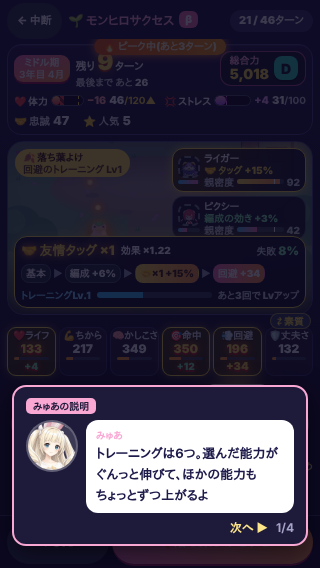 ← 中断
🌱 モンヒロサクセス β
21 / 46ターン
🔥 ピーク中(あと3ターン)
ミドル期
3年目 4月
残り 9 ターン
最後まで あと 26
総合力
5,018 D
❤️ 体力 −16 46/120▲
ストレス +4 31/100
🤝 忠誠 47 ⭐ 人気 5
🍂 落ち葉よけ
回避のトレーニング Lv1
ライガー
🤝 タッグ +15%
親密度 92
ピクシー
編成の効き +3%
親密度 42
🤝 友情タッグ ×1 効果 ×1.22
失敗 8%
基本 ▶ 編成 +6% ▶ 🤝×1 +15% ▶ 回避 +34
トレーニングLv.1
あと3回で Lvアップ
素質
❤️ライフ 💪ちから 🧠かしこさ 🎯命中 💨回避 🛡️丈夫さ
133 217 349 350 196 132
+4 +12 +34
みゅあの説明
みゅあ
トレーニングは6つ。選んだ能力が
ぐんっと伸びて、ほかの能力も
ちょっとずつ上がるよ
次へ ▶ 1/4